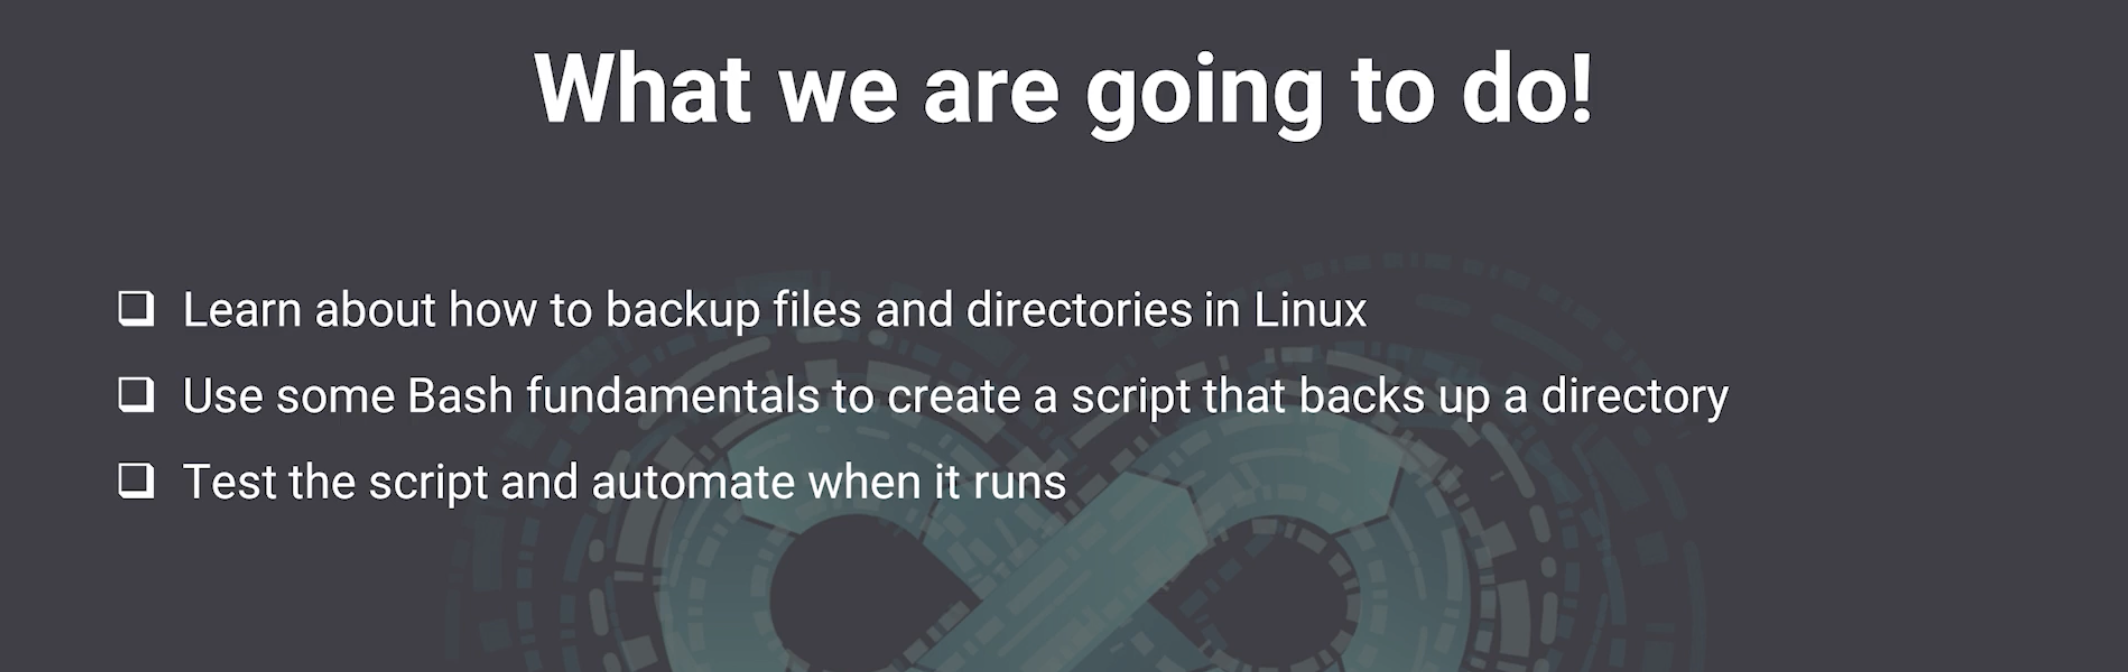 What we are going to do!
❑ Learn about how to backup files and directories in Linux
❑ Use some Bash fundamentals to create a script that backs up a directory
❑ Test the script and automate when it runs